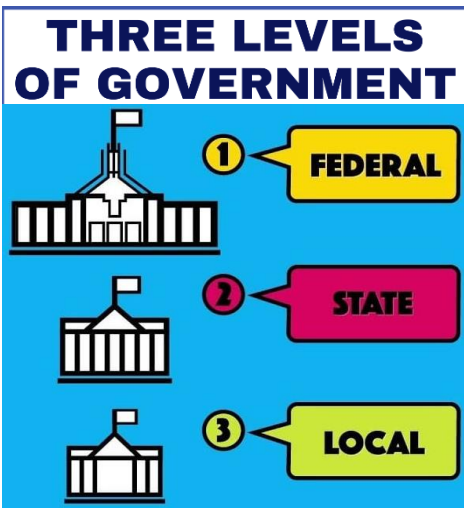 THREE LEVELS
OF GOVERNMENT
1 FEDERAL
2 STATE
3 LOCAL